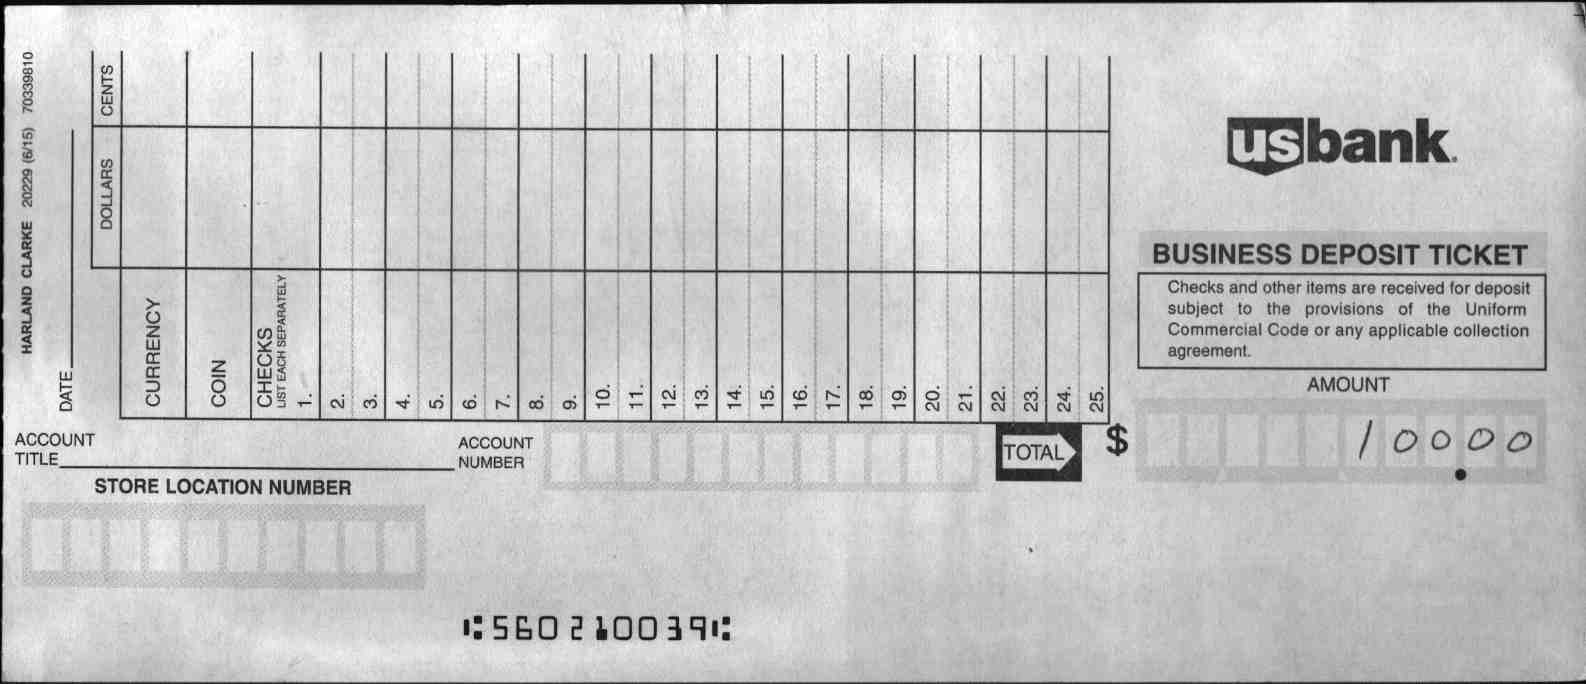 HARLAND CLARKE 20229 (6/15) 70339810
DATE
DOLLARS
CENTS
CURRENCY
COIN
CHECKS
LIST EACH SEPARATELY
1.
2.
3.
4.
5.
6.
7.
8.
9.
10.
11.
12.
13.
14.
15.
16.
17.
18.
19.
20.
21.
22.
23.
24.
25.
usbank.
BUSINESS DEPOSIT TICKET
Checks and other items are received for deposit
subject to the provisions of the Uniform
Commercial Code or any applicable collection
agreement.
AMOUNT
ACCOUNT
TITLE
ACCOUNT
NUMBER
TOTAL
$ 100.00
STORE LOCATION NUMBER
⑆560210039⑆